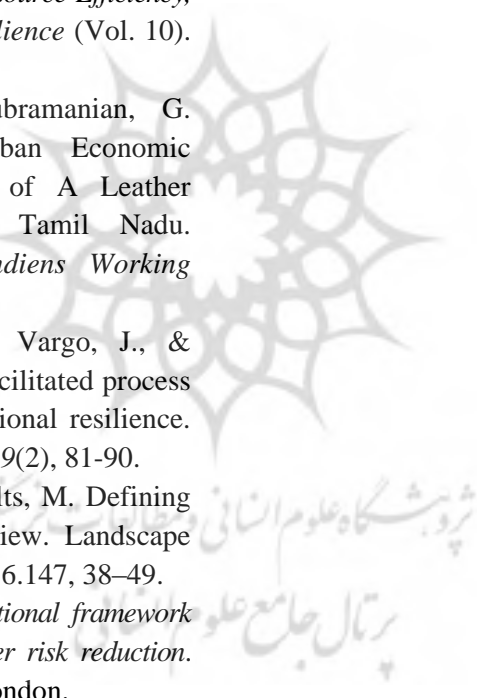 source Efficiency,
lience (Vol. 10).
ubramanian, G.
ban Economic
of A Leather
Tamil Nadu.
ndiens Working
Vargo, J., &
cilitated process
ional resilience.
9(2), 81-90.
lts, M. Defining
view. Landscape
6.147, 38–49.
tional framework
er risk reduction.
ondon.
پژوهشگاه علوم انسانی و مطالعات فرهنگی
پرتال جامع علوم انسانی